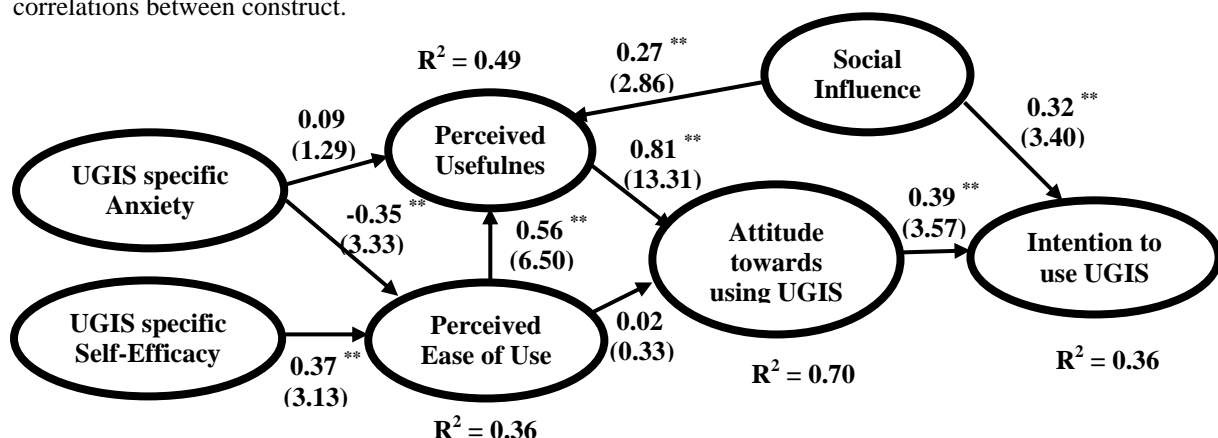 correlations between construct.
R² = 0.49
0.27 **
(2.86)
Social
Influence
0.32 **
(3.40)
0.09
(1.29)
Perceived
Usefulnes
0.81 **
(13.31)
UGIS specific
Anxiety
-0.35 **
(3.33)
0.56 **
(6.50)
0.39 **
(3.57)
Attitude
towards
using UGIS
Intention to
use UGIS
UGIS specific
Self-Efficacy
Perceived
Ease of Use
0.02
(0.33)
0.37 **
(3.13)
R² = 0.70
R² = 0.36
R² = 0.36